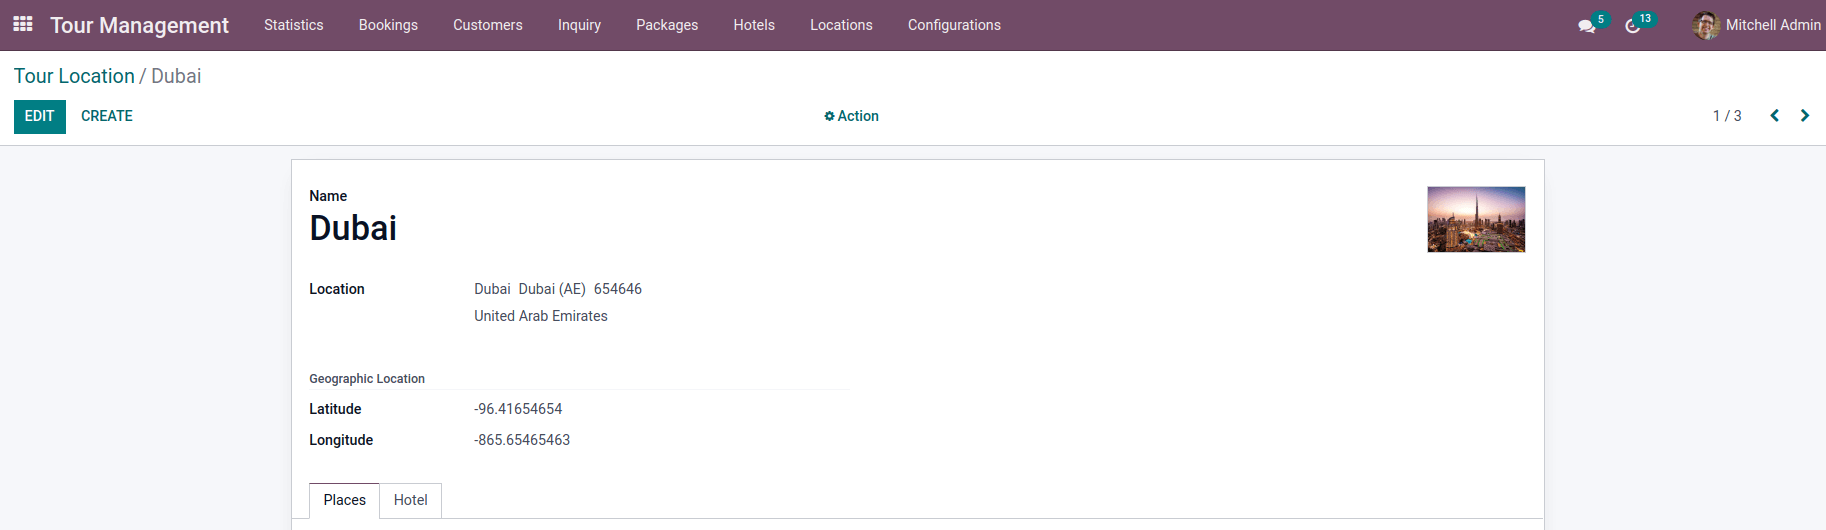 Tour Management Statistics Bookings Customers Inquiry Packages Hotels Locations Configurations 5 13 Mitchell Admin
Tour Location / Dubai
EDIT CREATE Action 1 / 3
Name
Dubai
Location Dubai Dubai (AE) 654646
United Arab Emirates
Geographic Location
Latitude -96.41654654
Longitude -865.65465463
Places Hotel